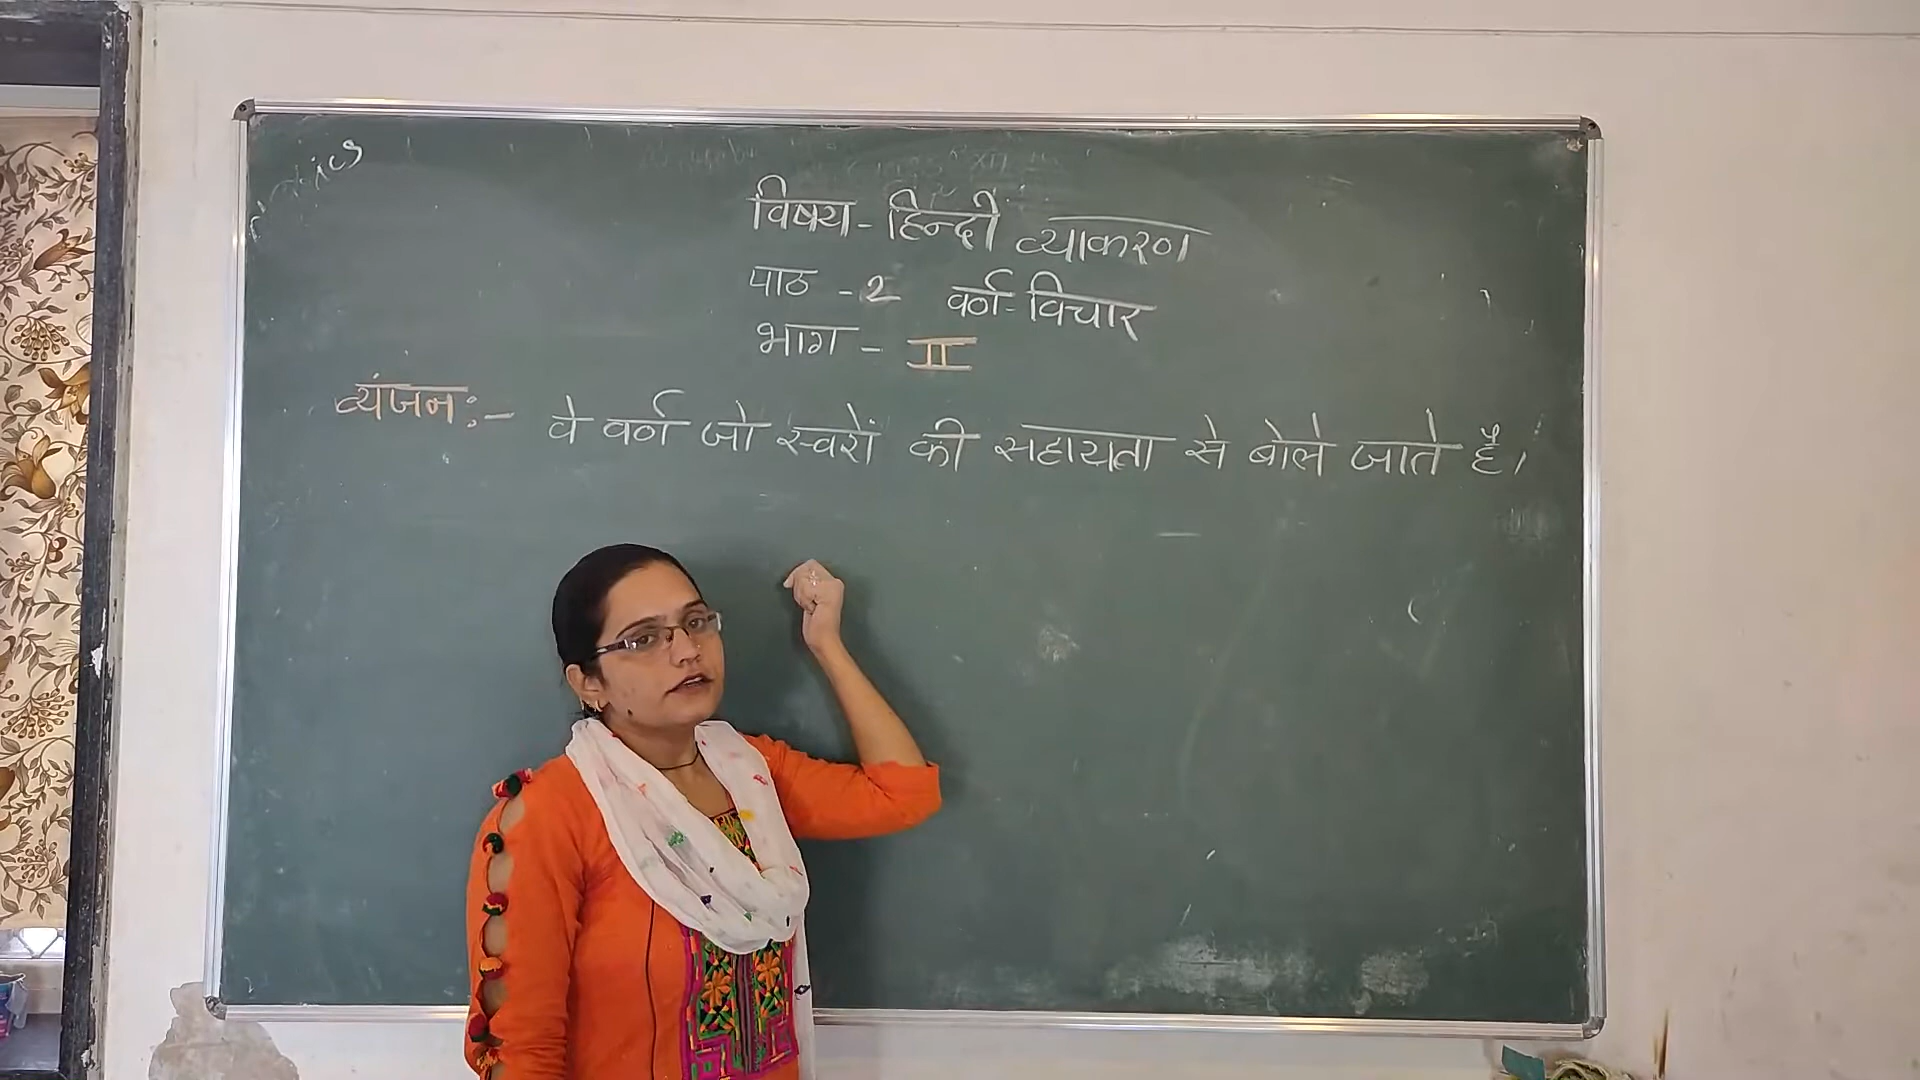 विषय - हिन्दी व्याकरण
पाठ - 2 वर्ण-विचार
भाग - II
व्यंजन :- वे वर्ण जो स्वरों की सहायता से बोले जाते हैं।